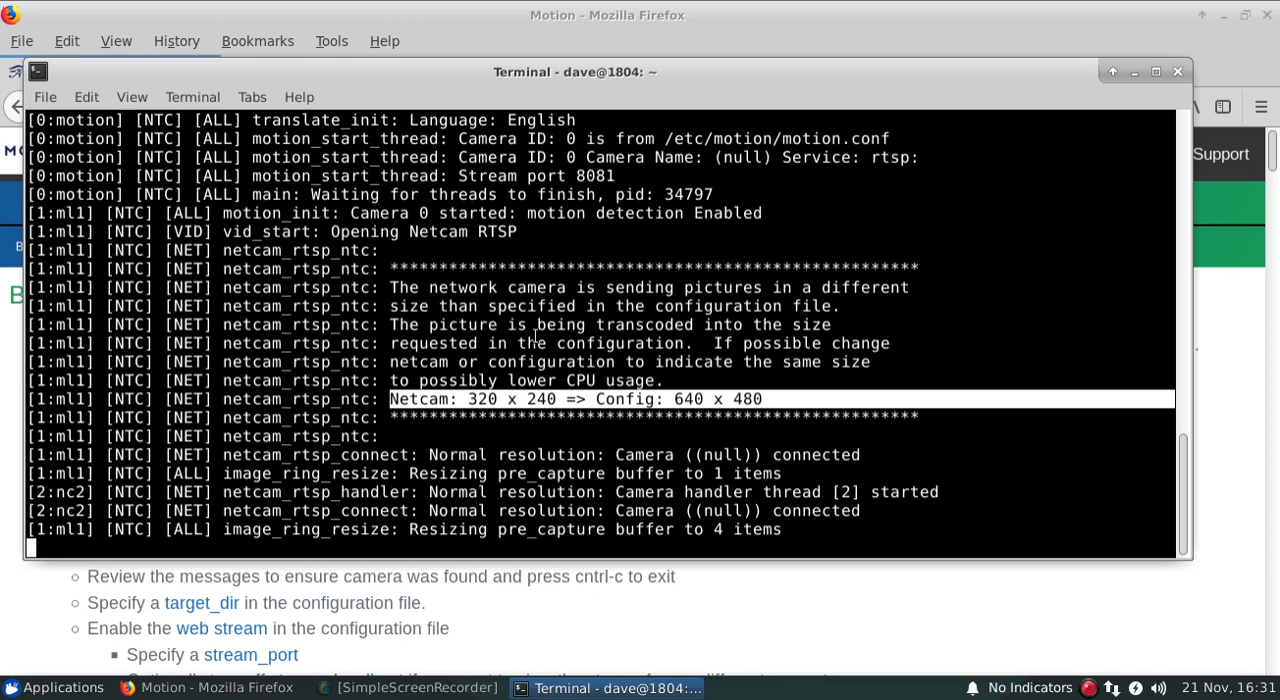 Motion - Mozilla Firefox
File Edit View History Bookmarks Tools Help
Terminal - dave@1804: ~
File Edit View Terminal Tabs Help
[0:motion] [NTC] [ALL] translate_init: Language: English
[0:motion] [NTC] [ALL] motion_start_thread: Camera ID: 0 is from /etc/motion/motion.conf
[0:motion] [NTC] [ALL] motion_start_thread: Camera ID: 0 Camera Name: (null) Service: rtsp:
[0:motion] [NTC] [ALL] motion_start_thread: Stream port 8081
[0:motion] [NTC] [ALL] main: Waiting for threads to finish, pid: 34797
[1:ml1] [NTC] [ALL] motion_init: Camera 0 started: motion detection Enabled
[1:ml1] [NTC] [VID] vid_start: Opening Netcam RTSP
[1:ml1] [NTC] [NET] netcam_rtsp_ntc:
[1:ml1] [NTC] [NET] netcam_rtsp_ntc: ******************************************************
[1:ml1] [NTC] [NET] netcam_rtsp_ntc: The network camera is sending pictures in a different
[1:ml1] [NTC] [NET] netcam_rtsp_ntc: size than specified in the configuration file.
[1:ml1] [NTC] [NET] netcam_rtsp_ntc: The picture is being transcoded into the size
[1:ml1] [NTC] [NET] netcam_rtsp_ntc: requested in the configuration.  If possible change
[1:ml1] [NTC] [NET] netcam_rtsp_ntc: netcam or configuration to indicate the same size
[1:ml1] [NTC] [NET] netcam_rtsp_ntc: to possibly lower CPU usage.
[1:ml1] [NTC] [NET] netcam_rtsp_ntc: Netcam: 320 x 240 => Config: 640 x 480
[1:ml1] [NTC] [NET] netcam_rtsp_ntc: ******************************************************
[1:ml1] [NTC] [NET] netcam_rtsp_ntc:
[1:ml1] [NTC] [NET] netcam_rtsp_connect: Normal resolution: Camera ((null)) connected
[1:ml1] [NTC] [ALL] image_ring_resize: Resizing pre_capture buffer to 1 items
[2:nc2] [NTC] [NET] netcam_rtsp_handler: Normal resolution: Camera handler thread [2] started
[2:nc2] [NTC] [NET] netcam_rtsp_connect: Normal resolution: Camera ((null)) connected
[1:ml1] [NTC] [ALL] image_ring_resize: Resizing pre_capture buffer to 4 items
Support
Review the messages to ensure camera was found and press cntrl-c to exit
Specify a target_dir in the configuration file.
Enable the web stream in the configuration file
Specify a stream_port
Applications Motion - Mozilla Firefox [SimpleScreenRecorder] Terminal - dave@1804:... No Indicators 21 Nov, 16:31